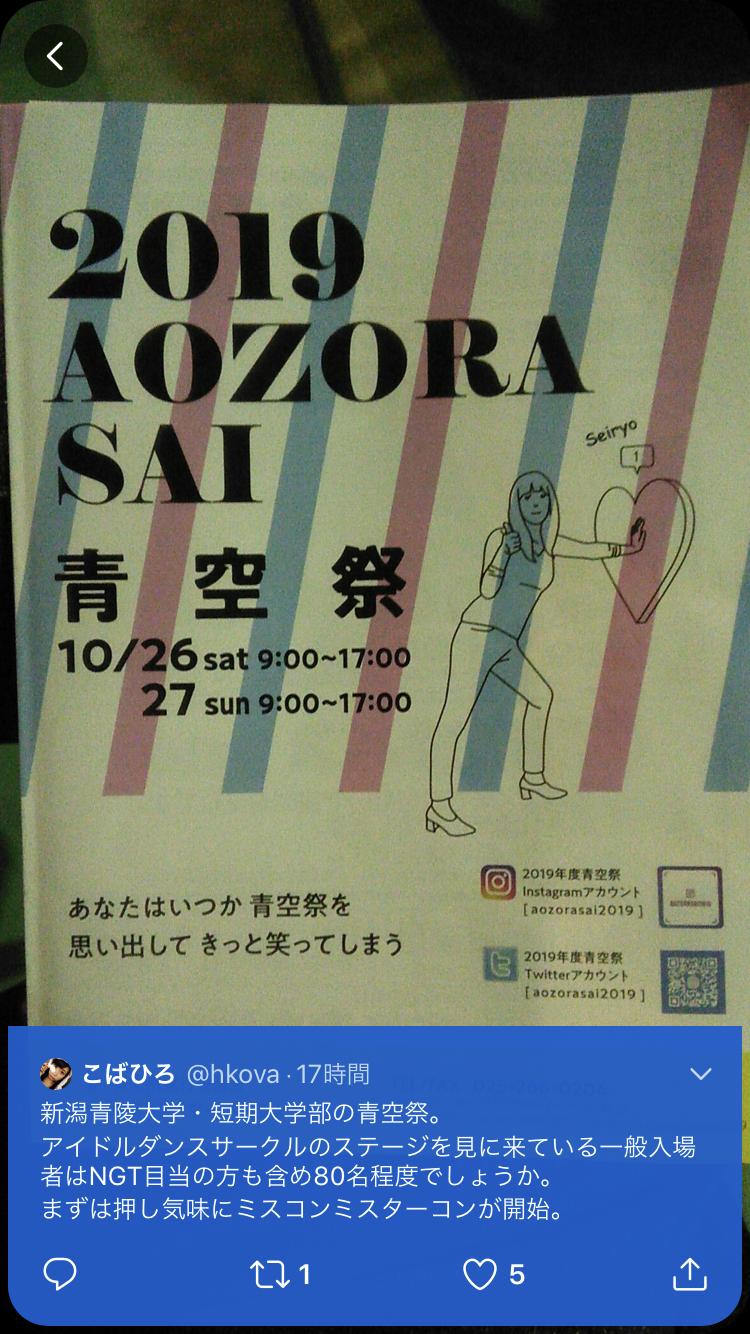 2019
AOZORA
SAI
青空祭
10/26 sat 9:00~17:00
27 sun 9:00~17:00
Seiryo
1
あなたはいつか 青空祭を
思い出して きっと笑ってしまう
2019年度青空祭
Instagramアカウント
[ aozorasai2019 ]
2019年度青空祭
Twitterアカウント
[ aozorasai2019 ]
こばひろ @hkova · 17時間
新潟青陵大学・短期大学部の青空祭。
アイドルダンスサークルのステージを見に来ている一般入場
者はNGT目当の方も含め80名程度でしょうか。
まずは押し気味にミスコンミスターコンが開始。
1
5